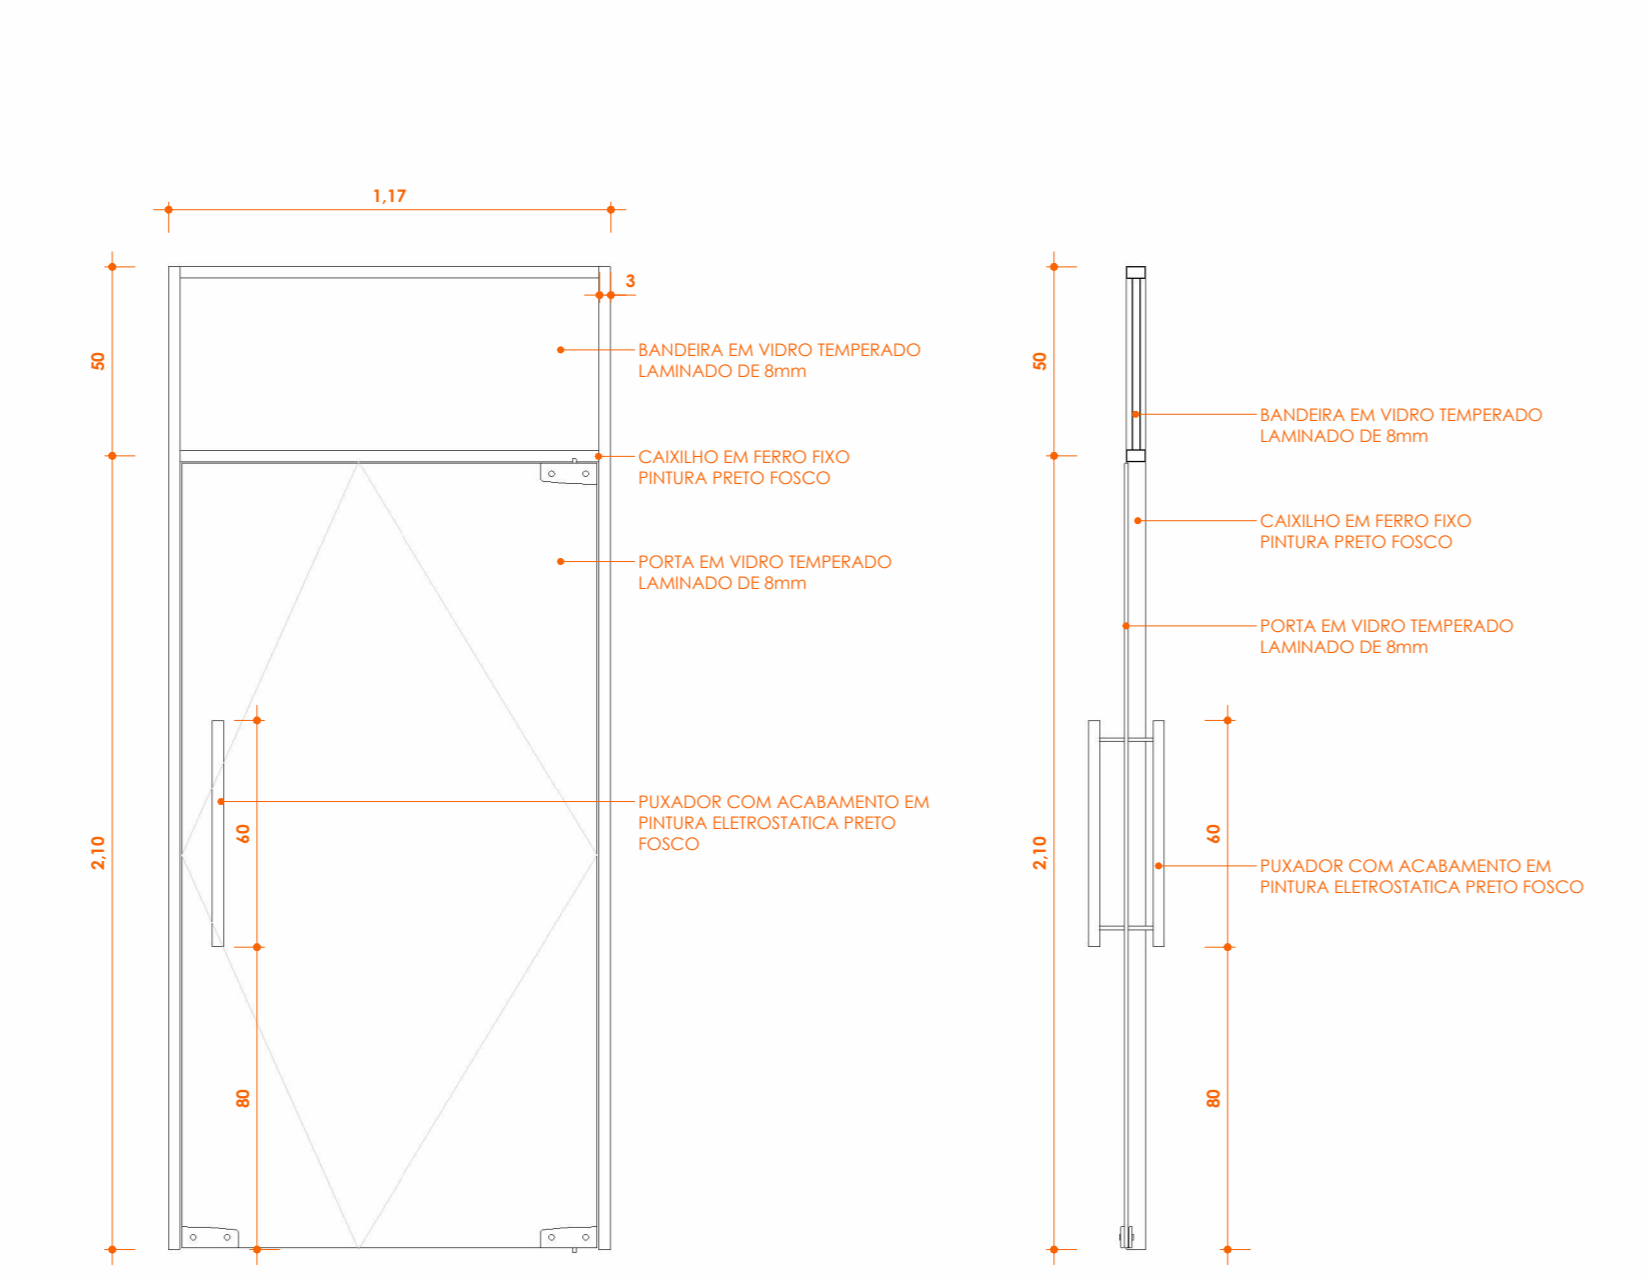 1,17
3
50
BANDEIRA EM VIDRO TEMPERADO
LAMINADO DE 8mm
CAIXILHO EM FERRO FIXO
PINTURA PRETO FOSCO
PORTA EM VIDRO TEMPERADO
LAMINADO DE 8mm
PUXADOR COM ACABAMENTO EM
PINTURA ELETROSTATICA PRETO
FOSCO
2,10
60
80
50
BANDEIRA EM VIDRO TEMPERADO
LAMINADO DE 8mm
CAIXILHO EM FERRO FIXO
PINTURA PRETO FOSCO
PORTA EM VIDRO TEMPERADO
LAMINADO DE 8mm
2,10
60
PUXADOR COM ACABAMENTO EM
PINTURA ELETROSTATICA PRETO FOSCO
80